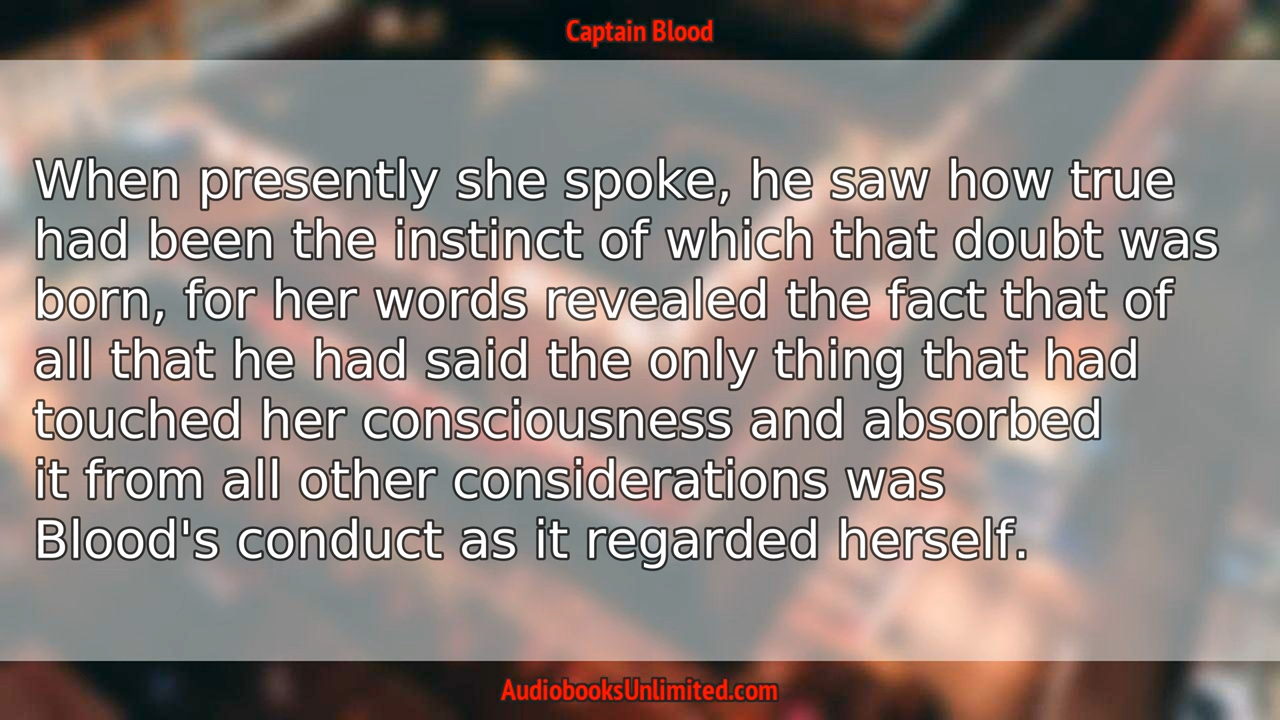 Captain Blood
When presently she spoke, he saw how true
had been the instinct of which that doubt was
born, for her words revealed the fact that of
all that he had said the only thing that had
touched her consciousness and absorbed
it from all other considerations was
Blood's conduct as it regarded herself.
AudiobooksUnlimited.com